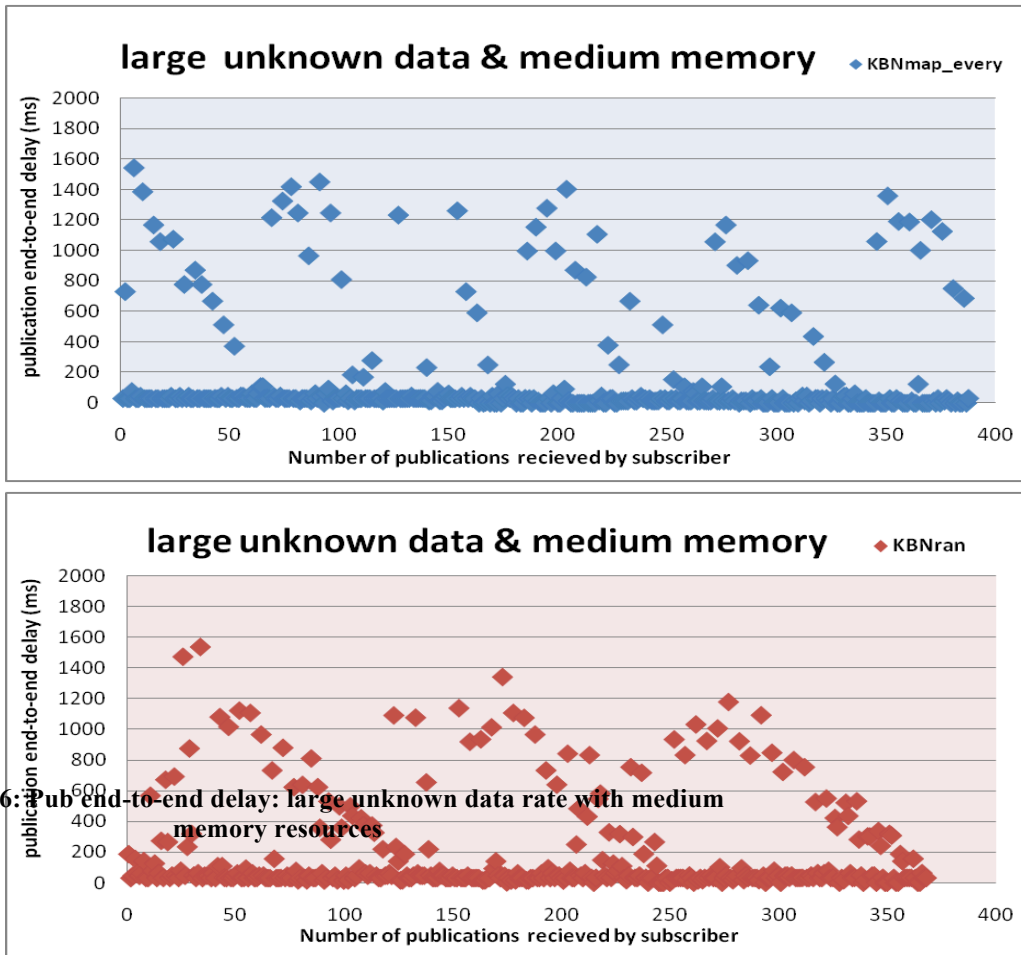 large unknown data & medium memory
KBNmap_every
publication end-to-end delay (ms)
2000
1800
1600
1400
1200
1000
800
600
400
200
0
0 50 100 150 200 250 300 350 400
Number of publications recieved by subscriber
large unknown data & medium memory
KBNran
publication end-to-end delay (ms)
2000
1800
1600
1400
1200
1000
800
600
400
200
0
6: Pub end-to-end delay: large unknown data rate with medium
memory resources
0 50 100 150 200 250 300 350 400
Number of publications recieved by subscriber